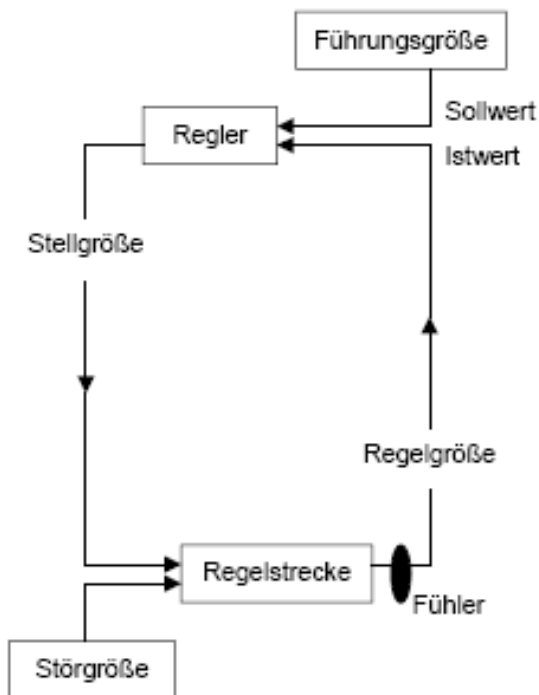 Führungsgröße
Sollwert
Regler
Istwert
Stellgröße
Regelgröße
Regelstrecke
Fühler
Störgröße